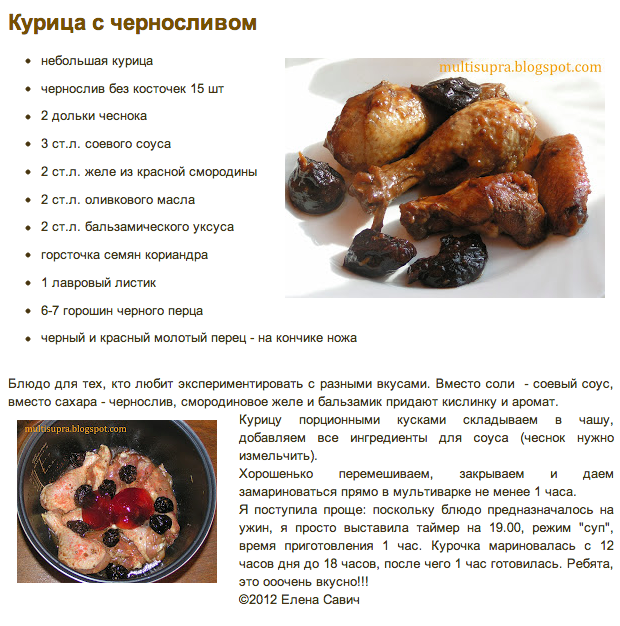 Курица с черносливом
небольшая курица
чернослив без косточек 15 шт
2 дольки чеснока
3 ст.л. соевого соуса
2 ст.л. желе из красной смородины
2 ст.л. оливкового масла
2 ст.л. бальзамического уксуса
горсточка семян кориандра
1 лавровый листик
6-7 горошин черного перца
черный и красный молотый перец - на кончике ножа
multisupra.blogspot.com
Блюдо для тех, кто любит экспериментировать с разными вкусами. Вместо соли - соевый соус,
вместо сахара - чернослив, смородиновое желе и бальзамик придают кислинку и аромат.
multisupra.blogspot.com
Курицу порционными кусками складываем в чашу,
добавляем все ингредиенты для соуса (чеснок нужно
измельчить).
Хорошенько перемешиваем, закрываем и даем
замариноваться прямо в мультиварке не менее 1 часа.
Я поступила проще: поскольку блюдо предназначалось на
ужин, я просто выставила таймер на 19.00, режим "суп",
время приготовления 1 час. Курочка мариновалась с 12
часов дня до 18 часов, после чего 1 час готовилась. Ребята,
это ооочень вкусно!!!
©2012 Елена Савич